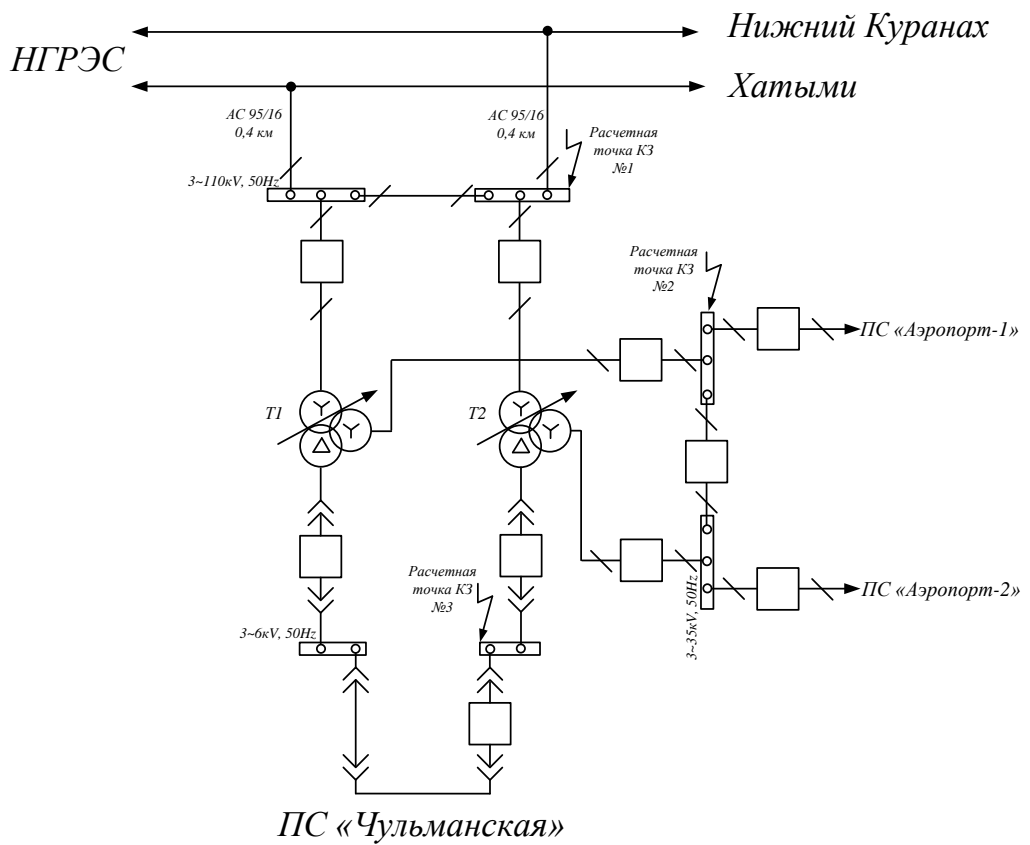 Нижний Куранах
НГРЭС
Хатыми
АС 95/16
0,4 км
АС 95/16
0,4 км
Расчетная
точка КЗ
№1
3~110кV, 50Hz
Расчетная
точка КЗ
№2
ПС «Аэропорт-1»
Т1
Т2
Расчетная
точка КЗ
№3
ПС «Аэропорт-2»
3~35кV, 50Hz
3~6кV, 50Hz
ПС «Чульманская»